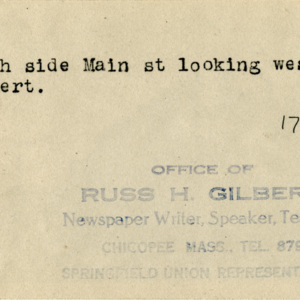 h side Main st looking wes
ert.
17
OFFICE OF
RUSS H. GILBER
Newspaper Writer, Speaker, Te
CHICOPEE MASS., TEL. 879
SPRINGFIELD UNION REPRESENT